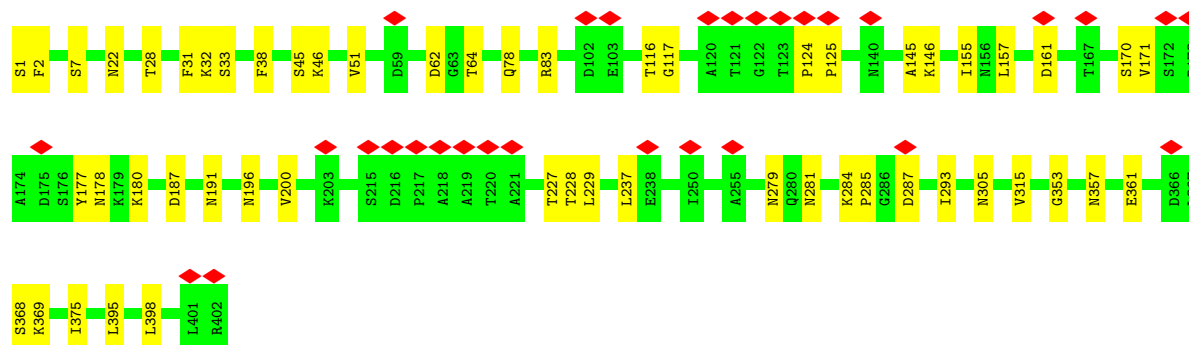 S1 F2 S7 N22 T28 F31 K32 S33 F38 S45 K46 V51 D59 D62 G63 T64 Q78 R83 D102 E103 T116 G117 A120 T121 G122 T123 P124 P125 N140 A145 K146 I155 N156 L157 D161 T167 S170 V171 S172
A174 D175 S176 Y177 N178 K179 K180 D187 N191 N196 V200 K203 S215 D216 P217 A218 A219 T220 A221 T227 T228 L229 L237 E238 I250 A255 N279 Q280 N281 K284 P285 G286 D287 I293 N305 V315 G353 N357 E361 D366
S368 K369 I375 L395 L398 L401 R402